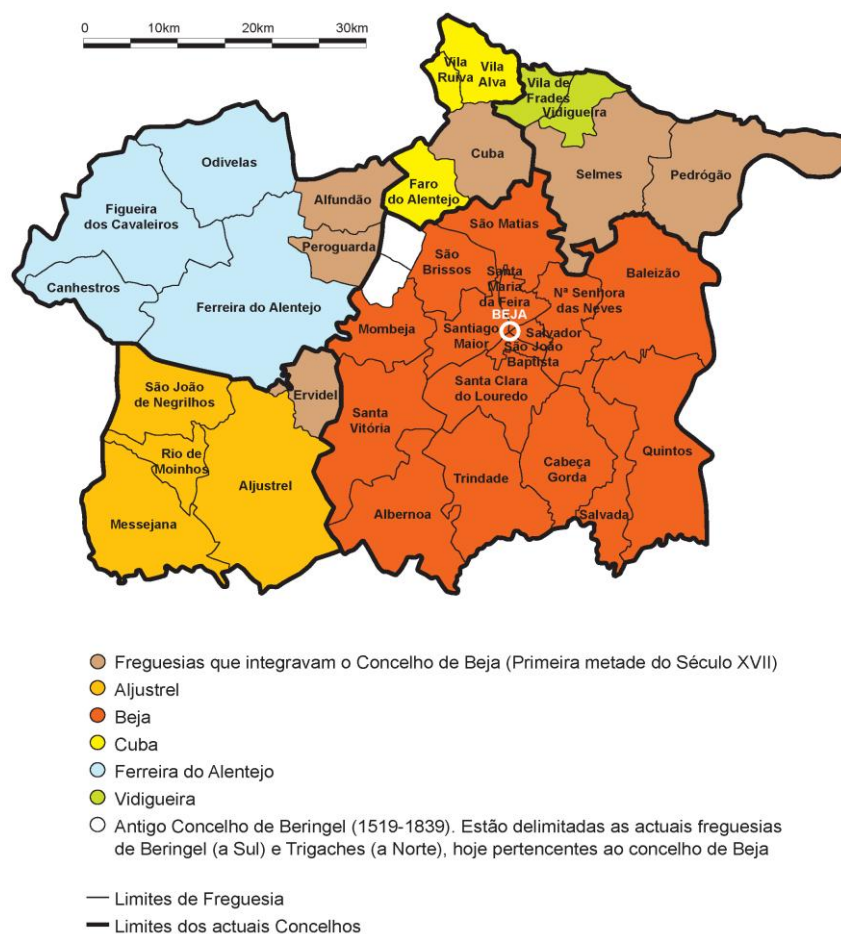 0 10km 20km 30km
Vila
Ruiva
Vila
Alva
Vila de
Frades
Vidigueira
Cuba
Selmes
Pedrógão
Odivelas
Faro
do Alentejo
Alfundão
Figueira
dos Cavaleiros
São Matias
Peroguarda
São
Brissos
Baleizão
Santa
Maria
da Feira
Canhestros
Nª Senhora
das Neves
Ferreira do Alentejo
BEJA
Mombeja
Santiago
Maior
Salvador
São João
Baptista
São João
de Negrilhos
Ervidel
Santa Clara
do Louredo
Santa
Vitória
Rio de
Moinhos
Quintos
Cabeça
Gorda
Trindade
Aljustrel
Albernoa
Salvada
Messejana
Freguesias que integravam o Concelho de Beja (Primeira metade do Século XVII)
Aljustrel
Beja
Cuba
Ferreira do Alentejo
Vidigueira
Antigo Concelho de Beringel (1519-1839). Estão delimitadas as actuais freguesias
de Beringel (a Sul) e Trigaches (a Norte), hoje pertencentes ao concelho de Beja
Limites de Freguesia
Limites dos actuais Concelhos